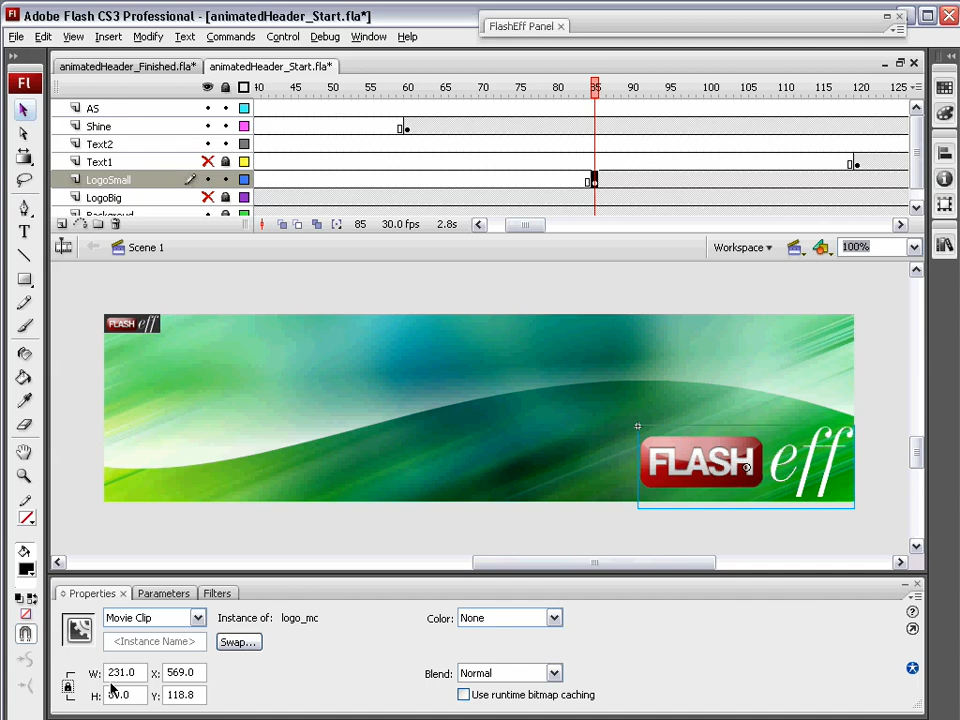 Adobe Flash CS3 Professional - [animatedHeader_Start.fla*]
FlashEff Panel
File Edit View Insert Modify Text Commands Control Debug Window Help
Fl
animatedHeader_Finished.fla* animatedHeader_Start.fla*
40 45 50 55 60 65 70 75 80 85 90 95 100 105 110 115 120 125
AS
Shine
Text2
Text1
LogoSmall
LogoBig
Backgroud
85 30.0 fps 2.8s
Scene 1 Workspace 100%
FLASH eff
FLASH eff
Properties Parameters Filters
Movie Clip Instance of: logo_mc Color: None
<Instance Name> Swap...
W: 231.0 X: 569.0 Blend: Normal
H: Y: 118.8 Use runtime bitmap caching